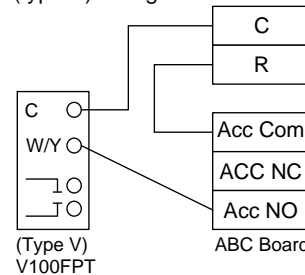 C
R
C
W/Y
Acc Com
ACC NC
Acc NO
(Type V)
V100FPT
ABC Board